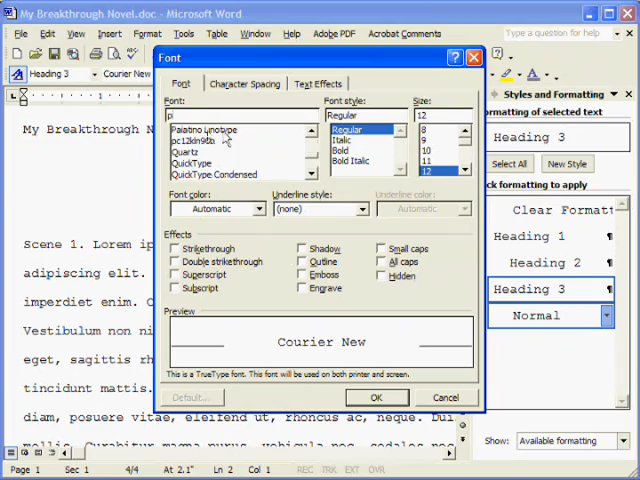 My Breakthrough Novel.doc - Microsoft Word
File Edit View Insert Format Tools Table Window Help Adobe PDF Acrobat Comments
Type a question for help
Heading 3 Courier New
Styles and Formatting
Formatting of selected text
Heading 3
Select All New Style
Pick formatting to apply
Clear Formatt
Heading 1 ¶
Heading 2 ¶
Heading 3 ¶
Normal
Show: Available formatting
My Breakthrough N
Scene 1. Lorem ip
adipiscing elit.
imperdiet enim. C
Vestibulum non ni
eget, sagittis rh
tincidunt mattis.
diam, posuere vitae, eleifend ut, rhoncus ac, neque. Dui
mollis. Curabitur magna purus, vehicula nec, sodales nec
Font
Font Character Spacing Text Effects
Font: Font style: Size:
p Regular 12
Palatino Linotype
Quartz
QuickType
QuickType Condensed
Regular
Italic
Bold
Bold Italic
8
9
10
11
12
Font color: Underline style: Underline color:
Automatic (none) Automatic
Effects
Strikethrough Shadow Small caps
Double strikethrough Outline All caps
Superscript Emboss Hidden
Subscript Engrave
Preview
Courier New
This is a TrueType font. This font will be used on both printer and screen.
Default... OK Cancel
Page 1 Sec 1 4/4 At 2.1" Ln 2 Col 1 REC TRK EXT OVR